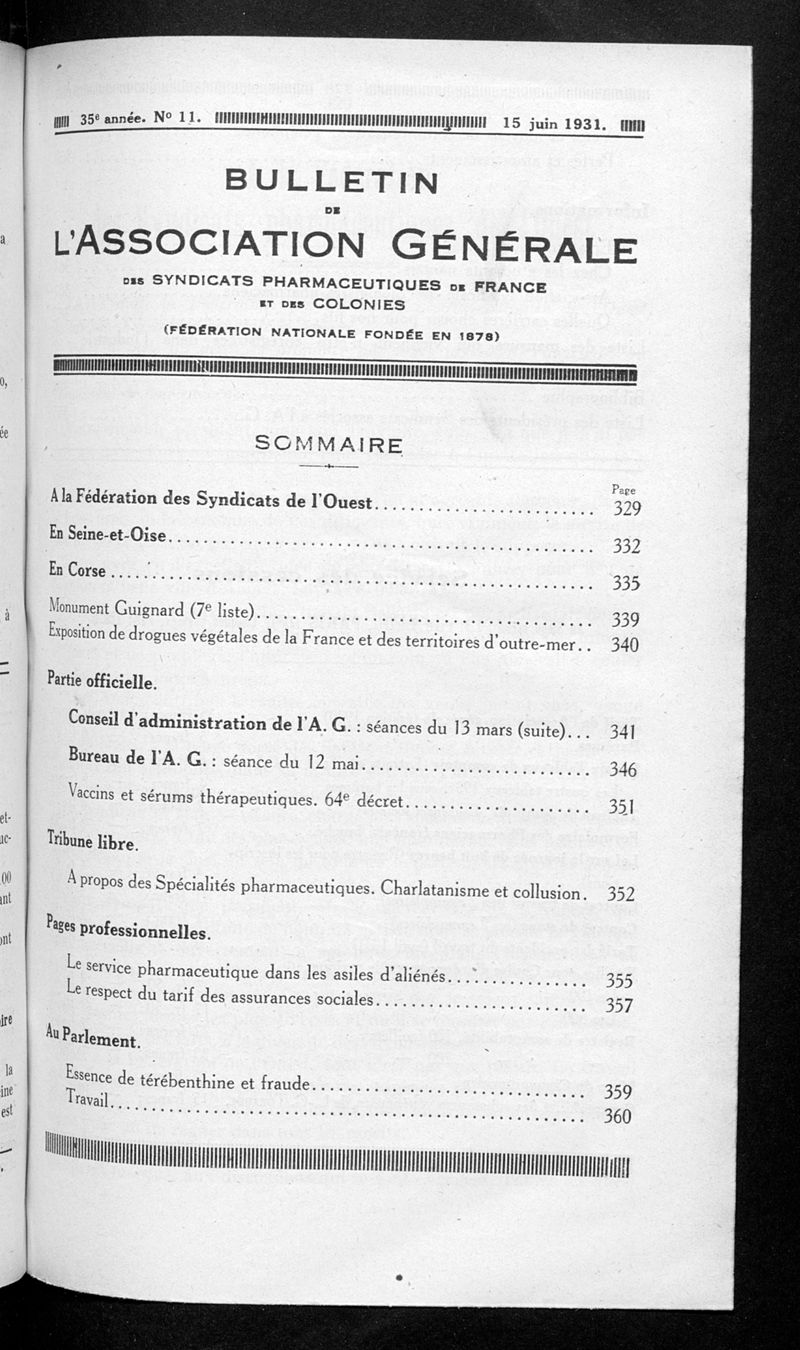 35e année. No 11. 15 juin 1931.
BULLETIN
DE
L'ASSOCIATION GÉNÉRALE
DES SYNDICATS PHARMACEUTIQUES DE FRANCE
ET DES COLONIES
(FÉDÉRATION NATIONALE FONDÉE EN 1878)
SOMMAIRE
Page
A la Fédération des Syndicats de l'Ouest......................... 329
En Seine-et-Oise................................................ 332
En Corse........................................................ 335
Monument Guignard (7e liste)..................................... 339
Exposition de drogues végétales de la France et des territoires d'outre-mer.. 340
Partie officielle.
Conseil d'administration de l'A. G. : séances du 13 mars (suite)... 341
Bureau de l'A. G. : séance du 12 mai........................... 346
Vaccins et sérums thérapeutiques. 64e décret..................... 351
Tribune libre.
A propos des Spécialités pharmaceutiques. Charlatanisme et collusion. 352
Pages professionnelles.
Le service pharmaceutique dans les asiles d'aliénés................ 355
Le respect du tarif des assurances sociales........................ 357
Au Parlement.
Essence de térébenthine et fraude............................... 359
Travail......................................................... 360